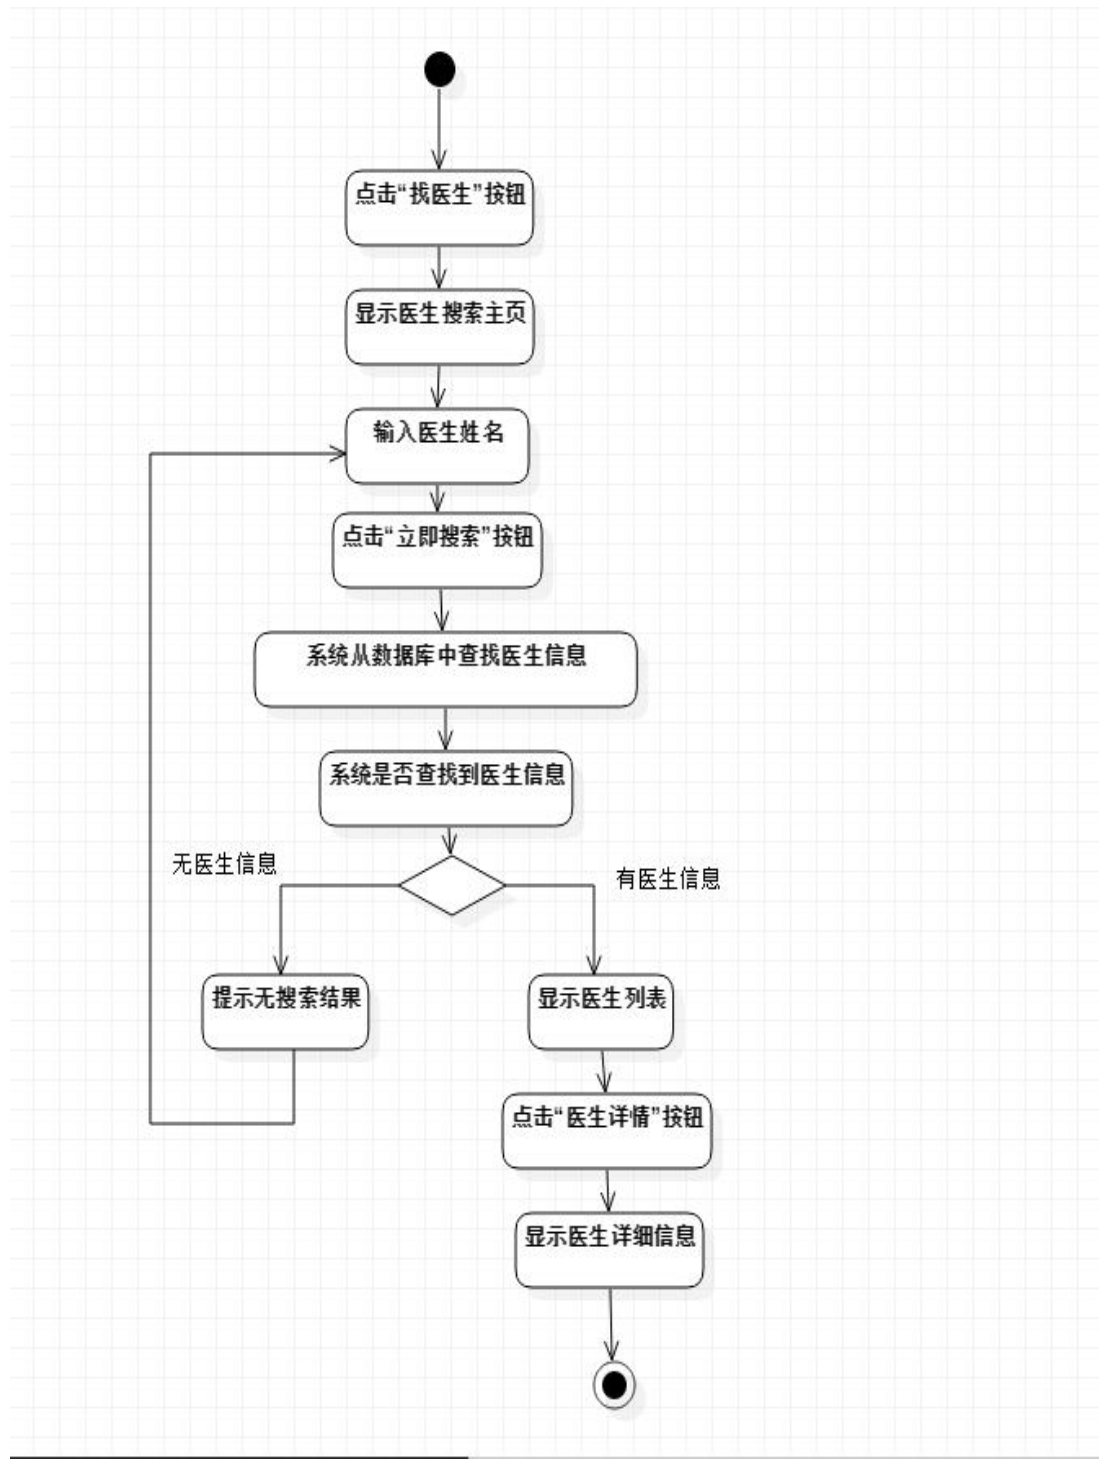 点击“找医生”按钮
显示医生搜索主页
输入医生姓名
点击“立即搜索”按钮
系统从数据库中查找医生信息
系统是否查找到医生信息
无医生信息
有医生信息
提示无搜索结果
显示医生列表
点击“医生详情”按钮
显示医生详细信息